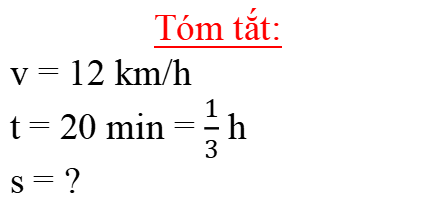 Tóm tắt:
v = 12 km/h
t = 20 min = 1/3 h
s = ?